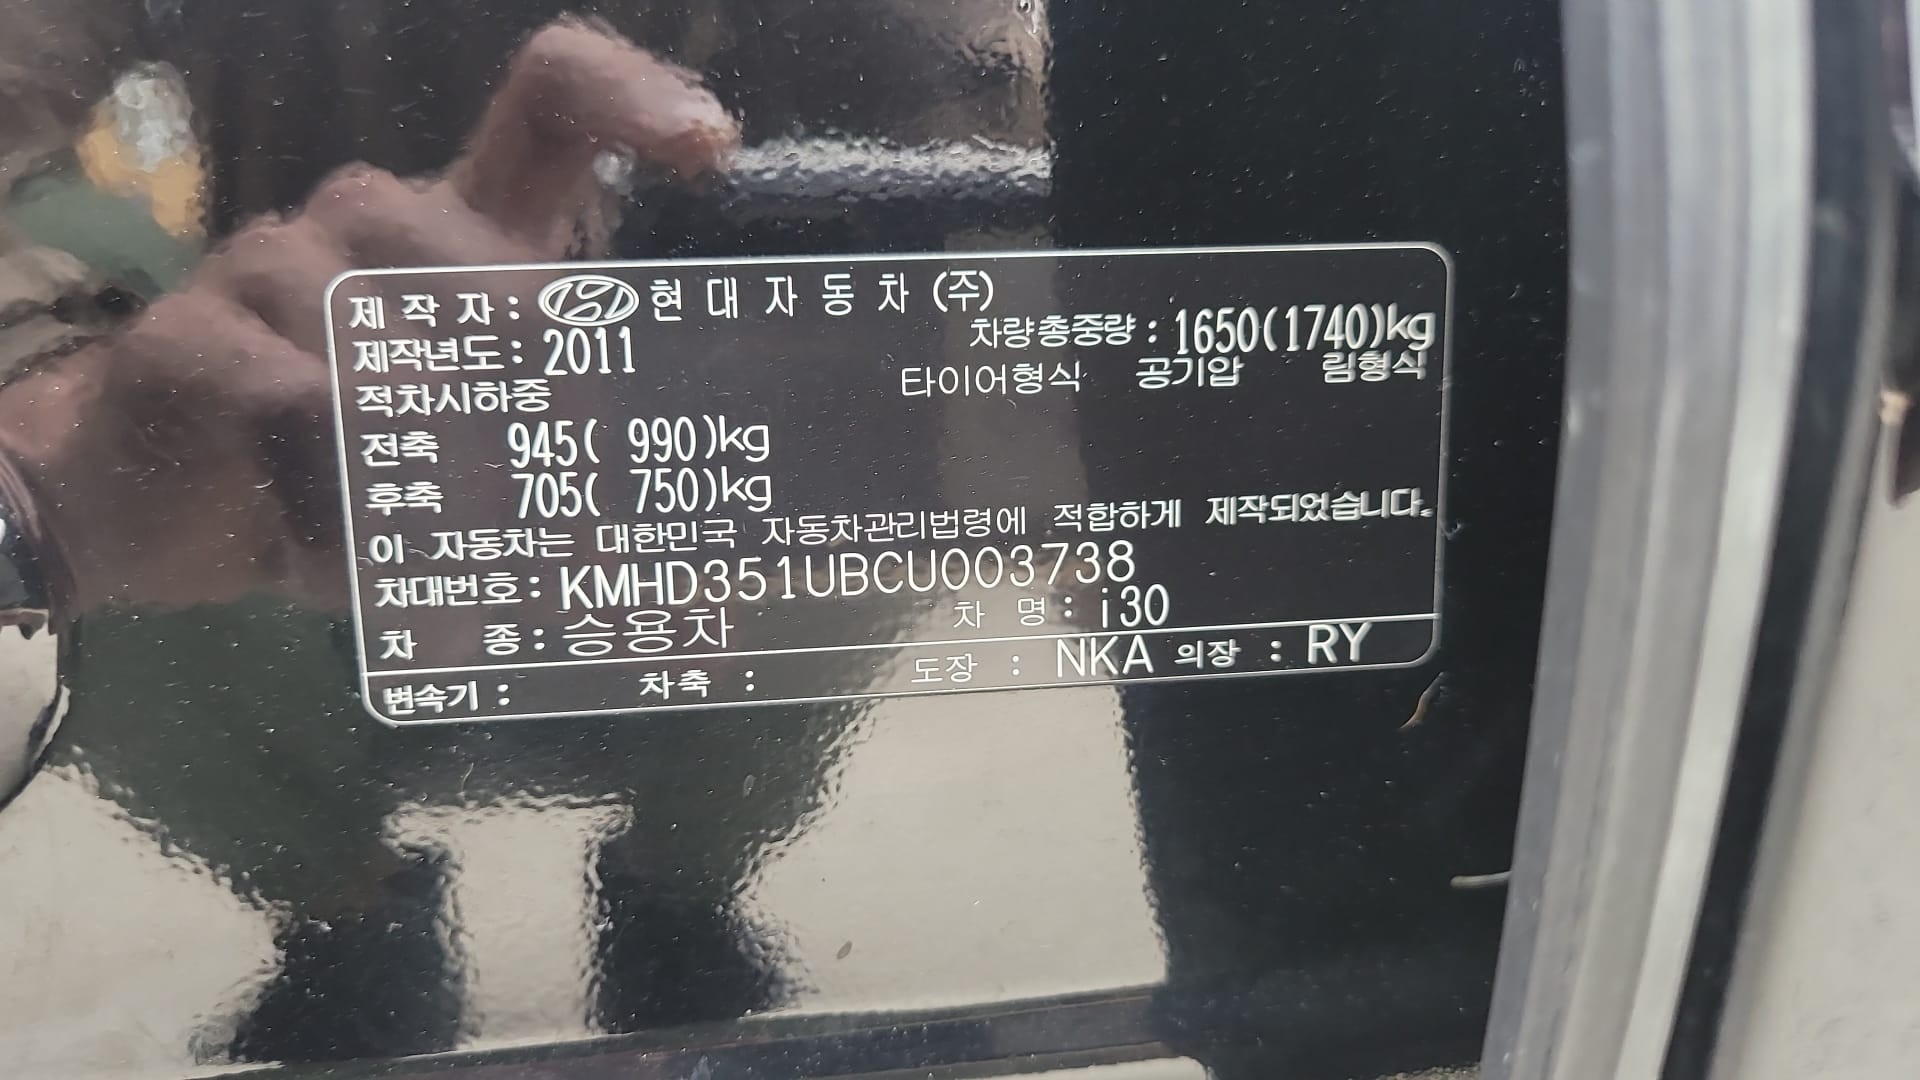 제 작 자 : 현 대 자 동 차 (주)
제작년도 : 2011 차량총중량 : 1650(1740)kg
적차시하중 타이어형식 공기압 림형식
전축 945( 990)kg
후축 705( 750)kg
이 자동차는 대한민국 자동차관리법령에 적합하게 제작되었습니다.
차대번호 : KMHD351UBCU003738
차 종 : 승용차 차 명 : i30
변속기 : 차축 : 도장 : NKA 의장 : RY